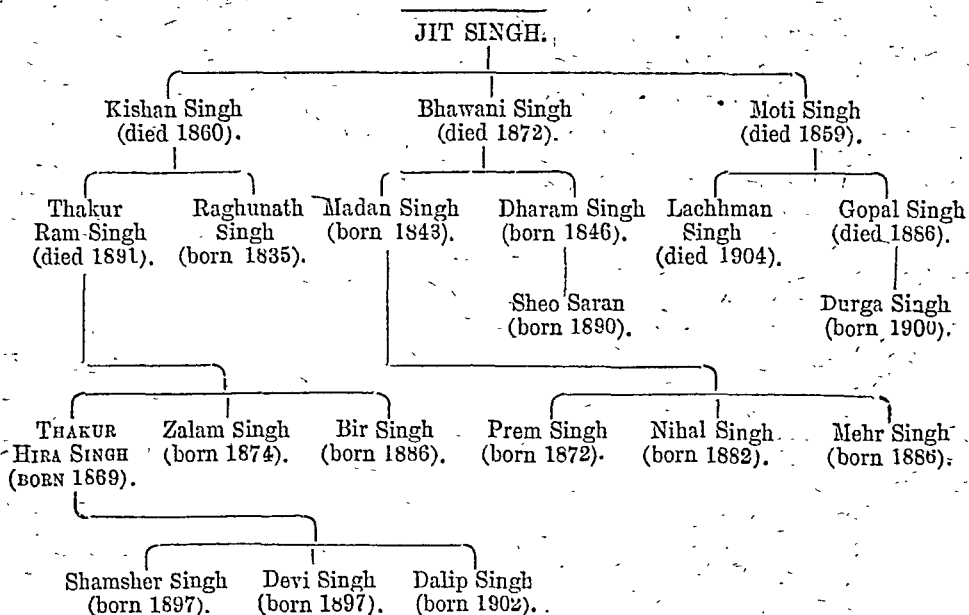 JIT SINGH.
Kishan Singh Bhawani Singh Moti Singh
(died 1860). (died 1872). (died 1859).
Thakur Raghunath Madan Singh Dharam Singh Lachhman Gopal Singh
Ram Singh Singh (born 1843). (born 1846). Singh (died 1886).
(died 1891). (born 1835). (died 1904).
Sheo Saran Durga Singh
(born 1890). (born 1900).
THAKUR Zalam Singh Bir Singh Prem Singh Nihal Singh Mehr Singh
HIRA SINGH (born 1874). (born 1886). (born 1872). (born 1882). (born 1886).
(BORN 1869).
Shamsher Singh Devi Singh Dalip Singh
(born 1897). (born 1897). (born 1902).